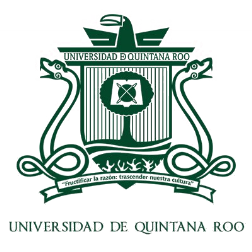 UNIVERSIDAD DE QUINTANA ROO
"Fructificar la razón: trascender nuestra cultura"
UNIVERSIDAD DE QUINTANA ROO